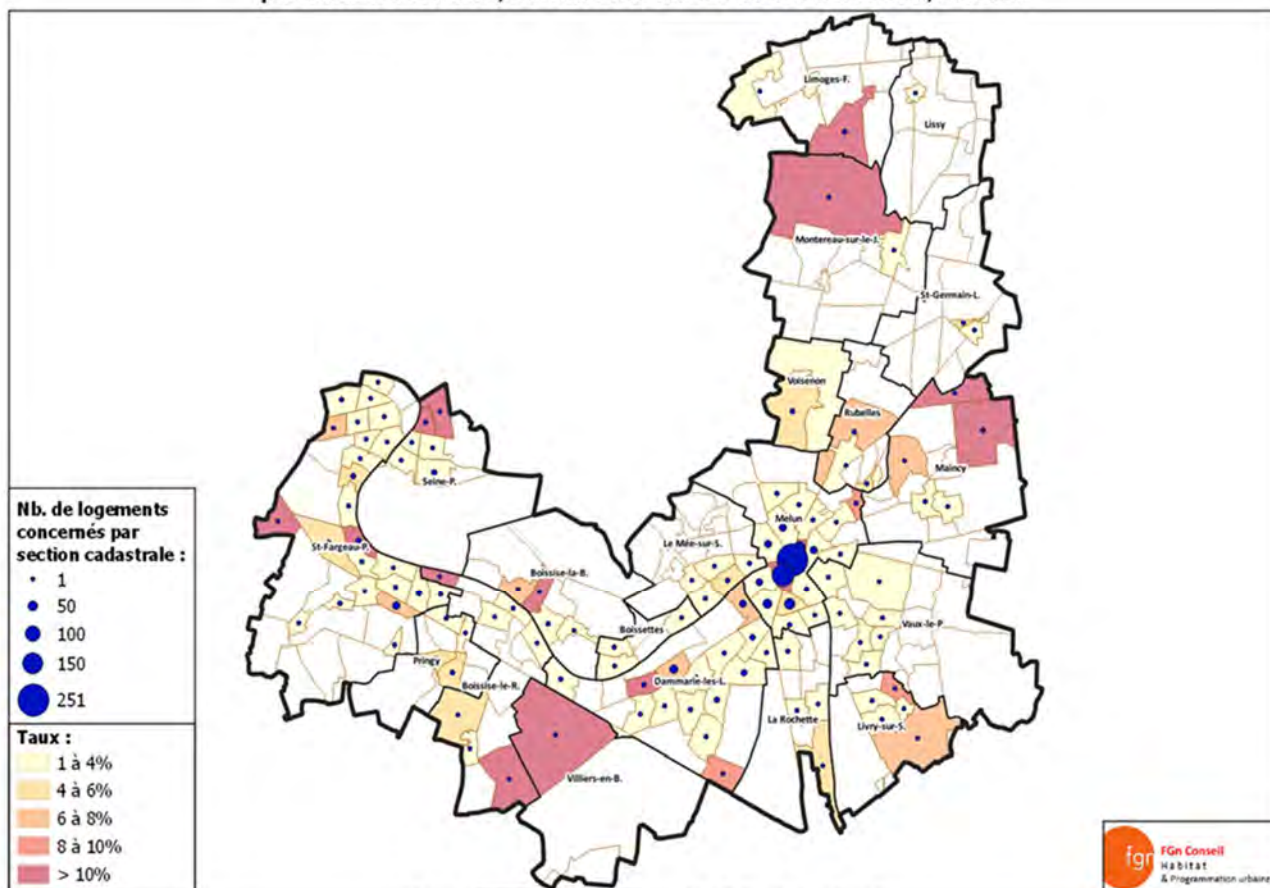 Limoges-F.
Lissy
Montereau-sur-le-J.
St-Germain-L.
Voisenon
Rubelles
Maincy
Seine-P.
Melun
Le Mée-sur-S.
St-Fargeau-P.
Boissise-la-B.
Boissettes
Vaux-le-P
Pringy
Boissise-le-R.
Dammarie-les-L.
La Rochette
Livry-sur-S.
Villiers-en-B.
Nb. de logements
concernés par
section cadastrale :
1
50
100
150
251
Taux :
1 à 4%
4 à 6%
6 à 8%
8 à 10%
> 10%
fgn
FGn Conseil
Habitat
& Programmation urbaine